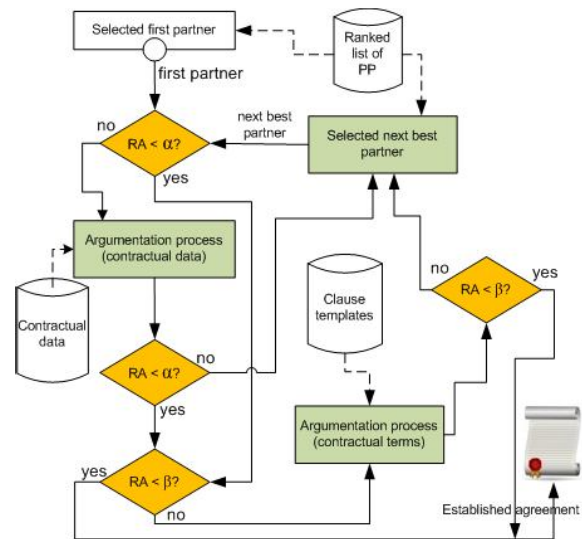 Selected first partner
Ranked
list of
PP
first partner
next best
partner
no
RA < α?
yes
Selected next best
partner
Argumentation process
(contractual data)
Contractual
data
Clause
templates
no
RA < β?
yes
RA < α?
no
yes
Argumentation process
(contractual terms)
yes
RA < β?
no
Established agreement